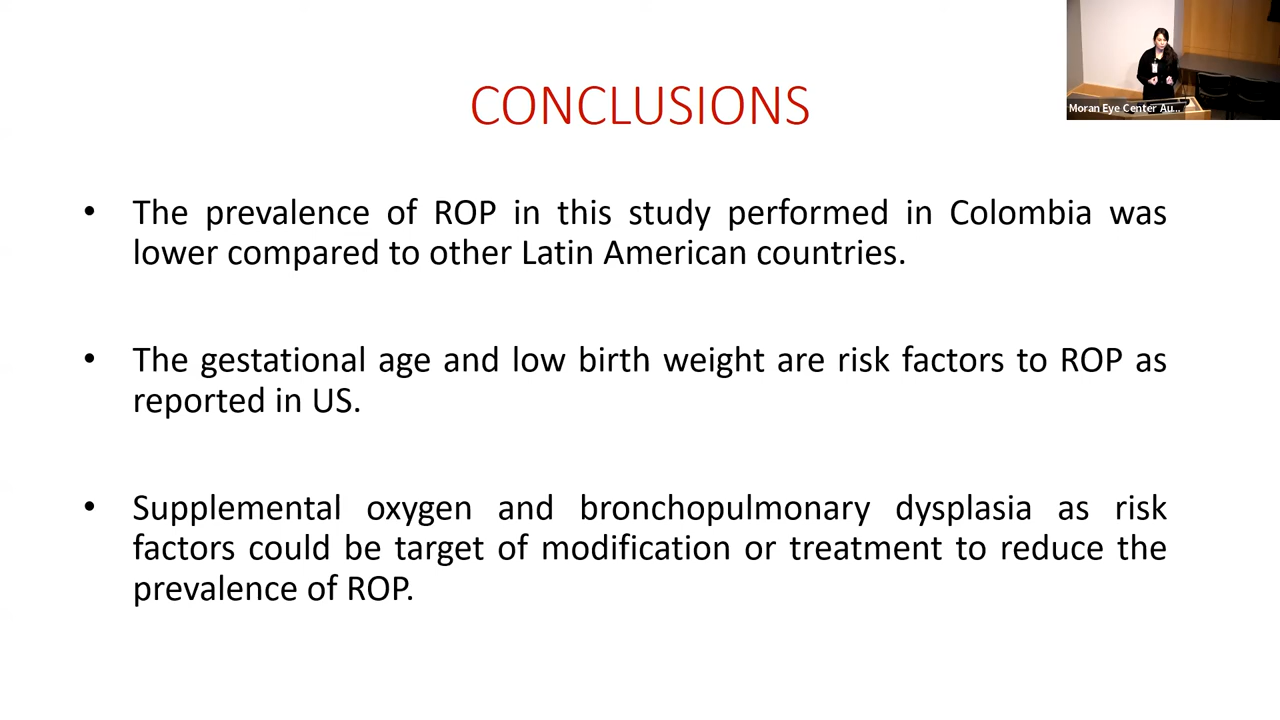 Moran Eye Center Au...
CONCLUSIONS
• The prevalence of ROP in this study performed in Colombia was
lower compared to other Latin American countries.
• The gestational age and low birth weight are risk factors to ROP as
reported in US.
• Supplemental oxygen and bronchopulmonary dysplasia as risk
factors could be target of modification or treatment to reduce the
prevalence of ROP.